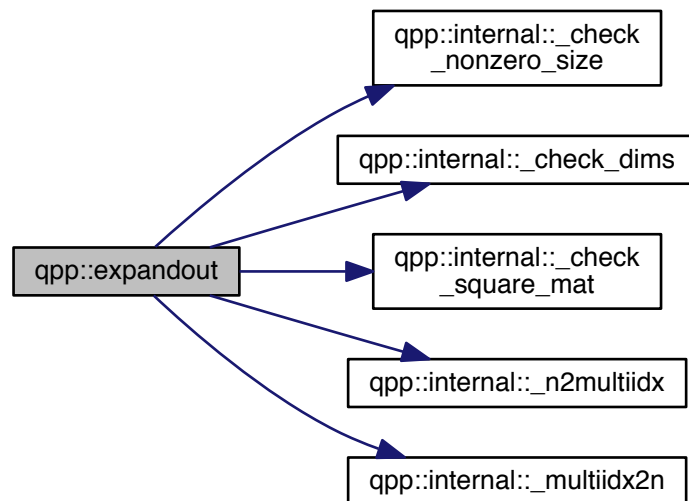 qpp::internal::_check
_nonzero_size
qpp::internal::_check_dims
qpp::expandout
qpp::internal::_check
_square_mat
qpp::internal::_n2multiidx
qpp::internal::_multiidx2n